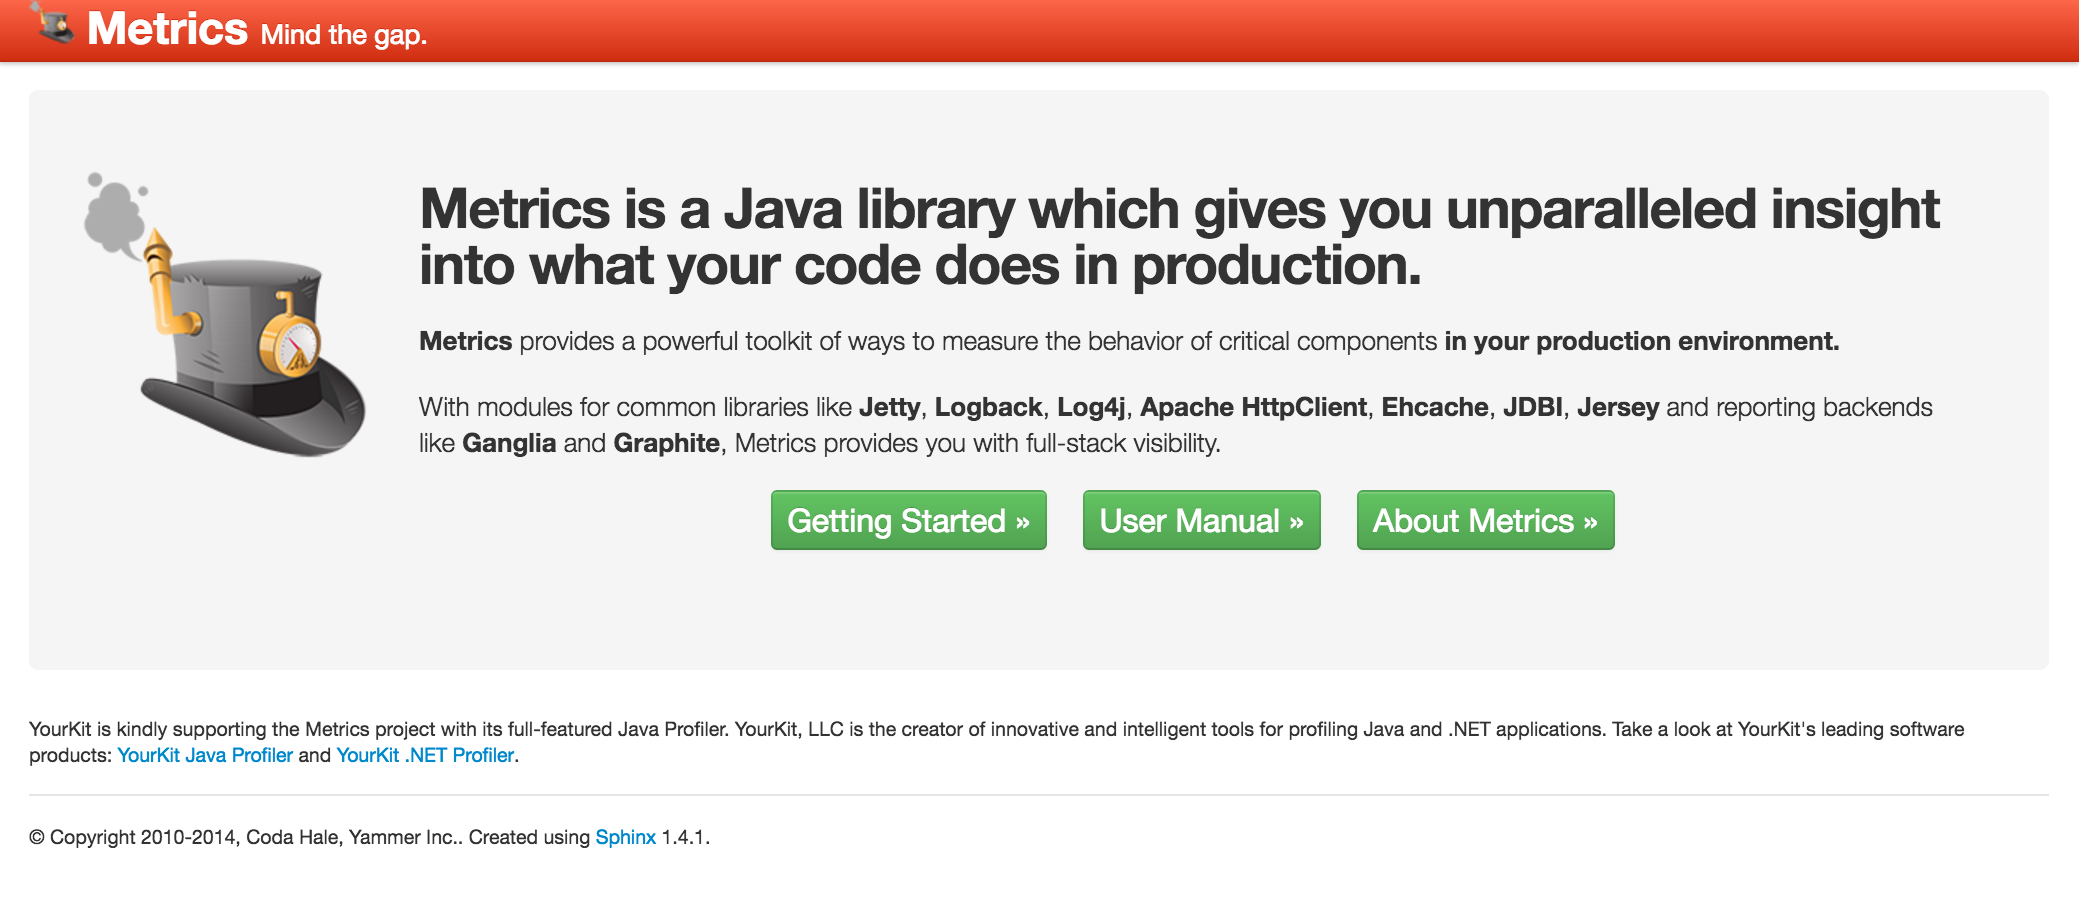 Metrics Mind the gap.
Metrics is a Java library which gives you unparalleled insight
into what your code does in production.
Metrics provides a powerful toolkit of ways to measure the behavior of critical components in your production environment.
With modules for common libraries like Jetty, Logback, Log4j, Apache HttpClient, Ehcache, JDBI, Jersey and reporting backends
like Ganglia and Graphite, Metrics provides you with full-stack visibility.
Getting Started » User Manual » About Metrics »
YourKit is kindly supporting the Metrics project with its full-featured Java Profiler. YourKit, LLC is the creator of innovative and intelligent tools for profiling Java and .NET applications. Take a look at YourKit's leading software
products: YourKit Java Profiler and YourKit .NET Profiler.
© Copyright 2010-2014, Coda Hale, Yammer Inc.. Created using Sphinx 1.4.1.